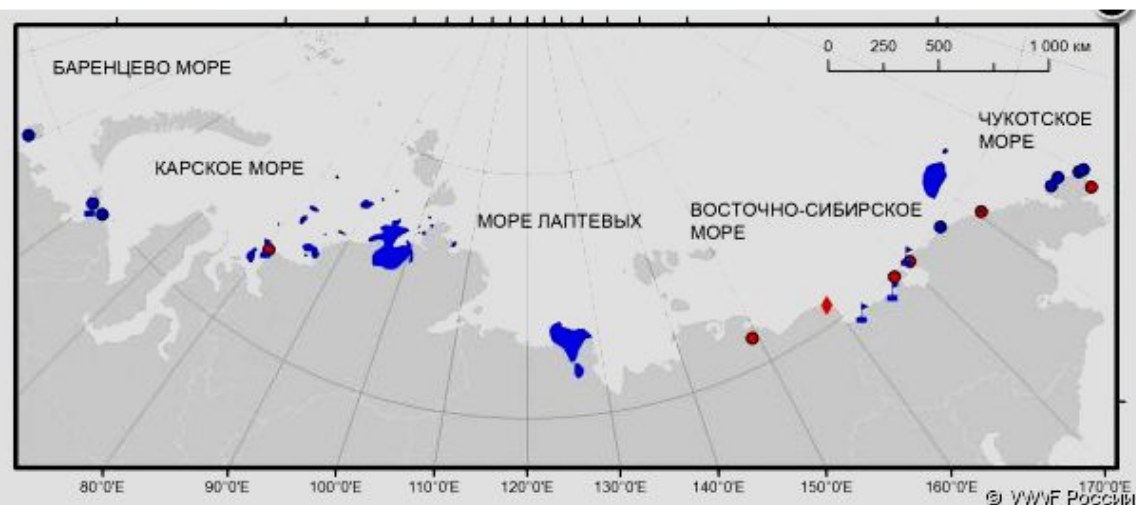 БАРЕНЦЕВО МОРЕ
0 250 500 1 000 км
ЧУКОТСКОЕ
МОРЕ
КАРСКОЕ МОРЕ
МОРЕ ЛАПТЕВЫХ
ВОСТОЧНО-СИБИРСКОЕ
МОРЕ
80°0'E 90°0'E 100°0'E 110°0'E 120°0'E 130°0'E 140°0'E 150°0'E 160°0'E 170°0'E
© WWF России